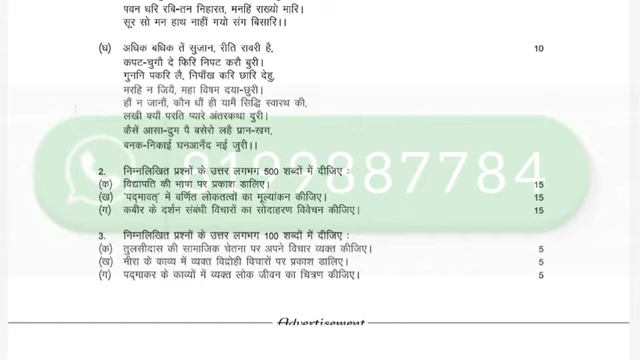 पवन धरि रबि-तन निहारत, मनहिं राख्यो मारि।
सूर सो मन हाथ नाहीं गयो संग बिसारि।।
(घ) अधिक बधिक तें सुजान, रीति रावरी है, 10
कपट-चुगौ दे फिरि निपट करौ बुरी।
गुननि पकरि लै, निपाँख करि छारि देहु,
मरहि न जियै, महा विषम दया-छुरी।
हौं न जानौं, कौन धौं ही यामैं सिद्धि स्वारथ की,
लखी क्यौं परति प्यारे अंतरकथा दुरी।
कैसें आसा-द्रुम पै बसेरो लहै प्रान-खग,
बनक-निकाई घनआनँद नई जुरी।।
8199887784
2. निम्नलिखित प्रश्नों के उत्तर लगभग 500 शब्दों में दीजिए :
(क) विद्यापति की भाषा पर प्रकाश डालिए। 15
(ख) 'पद्मावत' में वर्णित लोकतत्वों का मूल्यांकन कीजिए। 15
(ग) कबीर के दर्शन संबंधी विचारों का सोदाहरण विवेचन कीजिए। 15
3. निम्नलिखित प्रश्नों के उत्तर लगभग 100 शब्दों में दीजिए :
(क) तुलसीदास की सामाजिक चेतना पर अपने विचार व्यक्त कीजिए। 5
(ख) मीरा के काव्य में व्यक्त विद्रोही विचारों पर प्रकाश डालिए। 5
(ग) पद्माकर के काव्यों में व्यक्त लोक जीवन का चित्रण कीजिए। 5
Advertisement